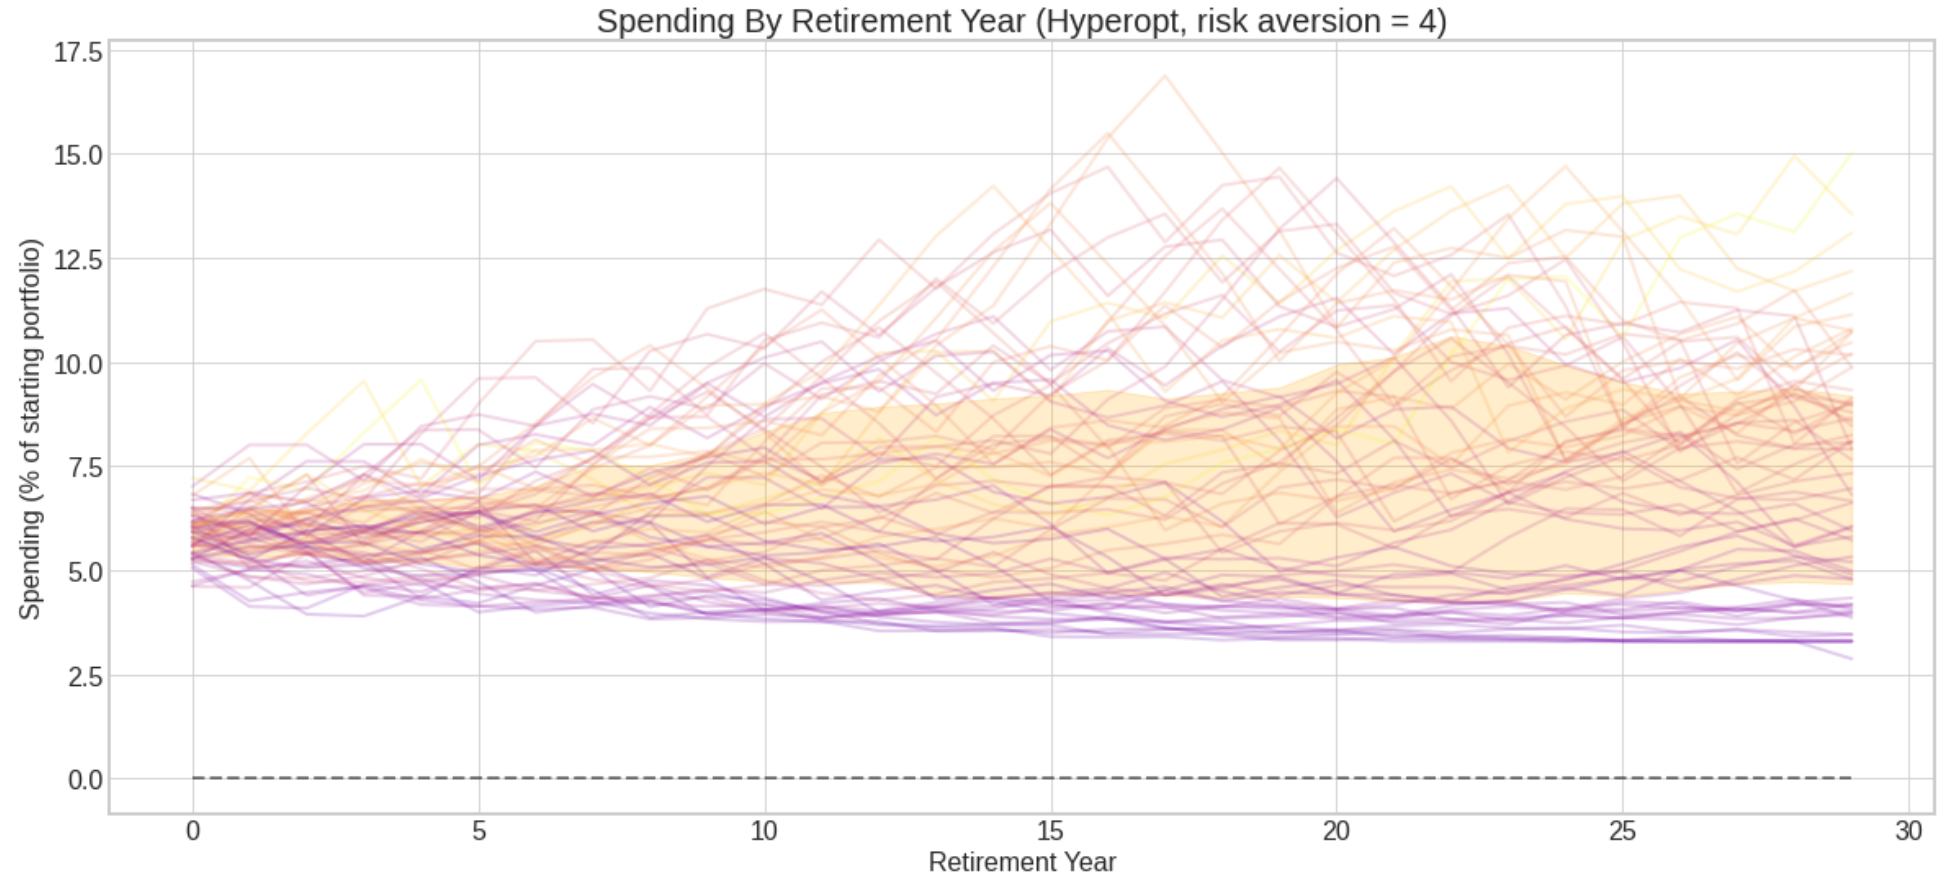 Spending By Retirement Year (Hyperopt, risk aversion = 4)
17.5
15.0
12.5
10.0
7.5
5.0
2.5
0.0
Spending (% of starting portfolio)
0 5 10 15 20 25 30
Retirement Year